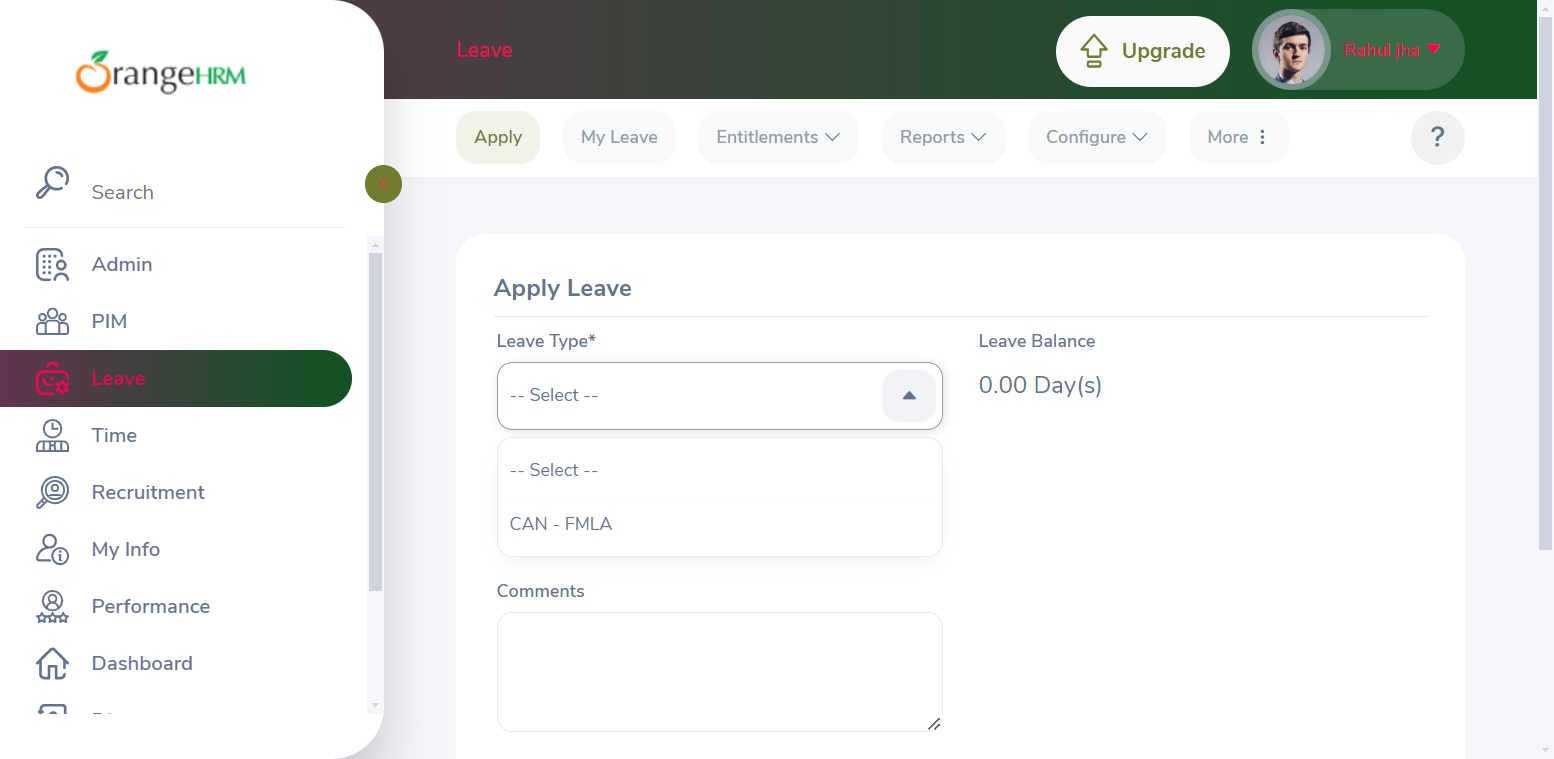 OrangeHRM
Search
Admin
PIM
Leave
Time
Recruitment
My Info
Performance
Dashboard
Leave
Upgrade
Rahul Jha
Apply
My Leave
Entitlements
Reports
Configure
More
?
Apply Leave
Leave Type*
-- Select --
-- Select --
CAN - FMLA
Leave Balance
0.00 Day(s)
Comments